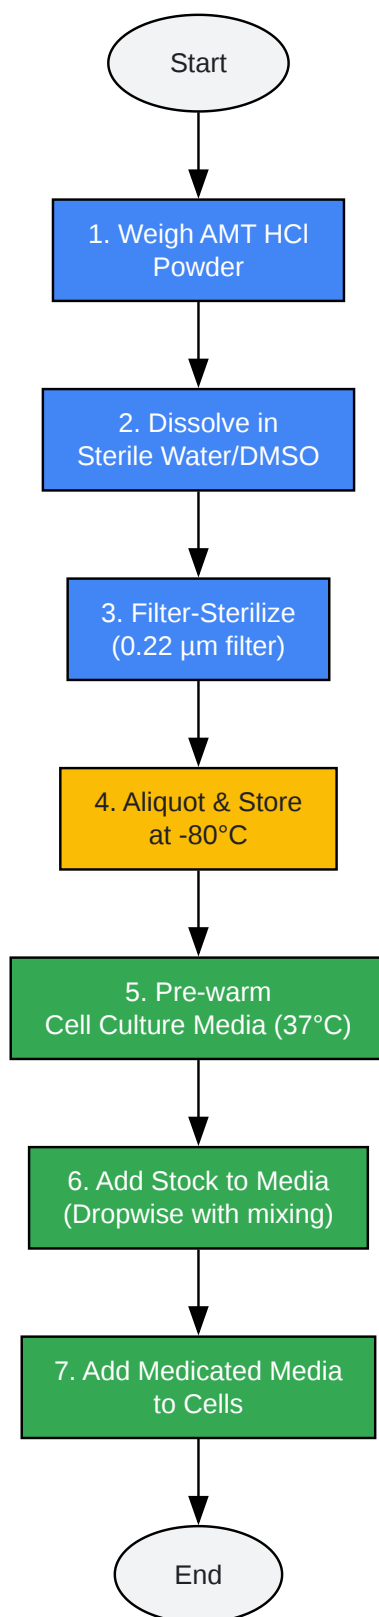 Start
1. Weigh AMT HCl
Powder
2. Dissolve in
Sterile Water/DMSO
3. Filter-Sterilize
(0.22 µm filter)
4. Aliquot & Store
at -80°C
5. Pre-warm
Cell Culture Media (37°C)
6. Add Stock to Media
(Dropwise with mixing)
7. Add Medicated Media
to Cells
End